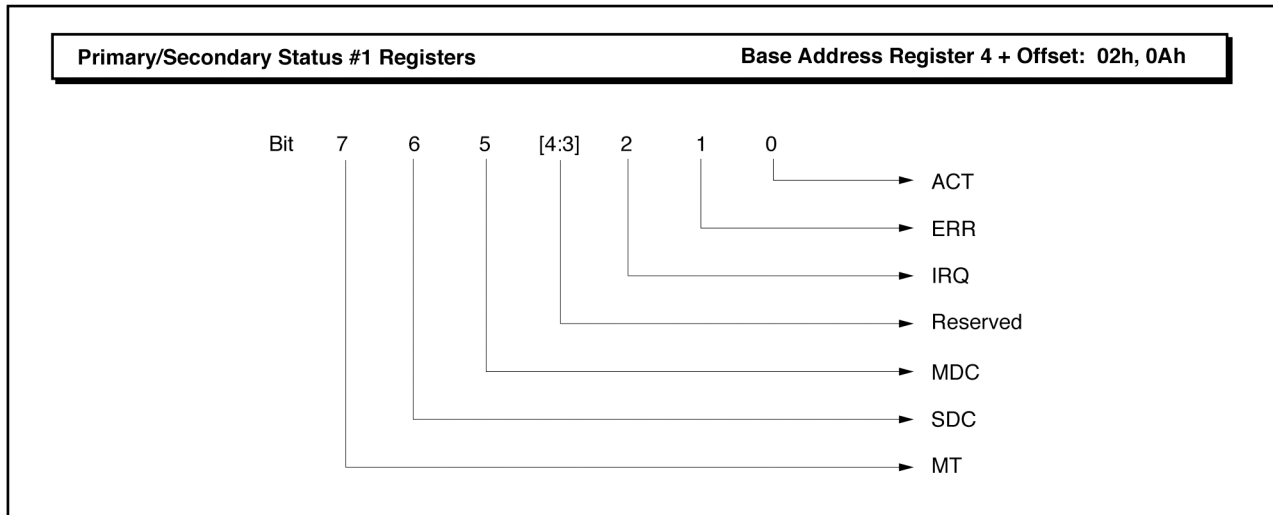 Primary/Secondary Status #1 Registers Base Address Register 4 + Offset: 02h, 0Ah
Bit 7 6 5 [4:3] 2 1 0
ACT
ERR
IRQ
Reserved
MDC
SDC
MT